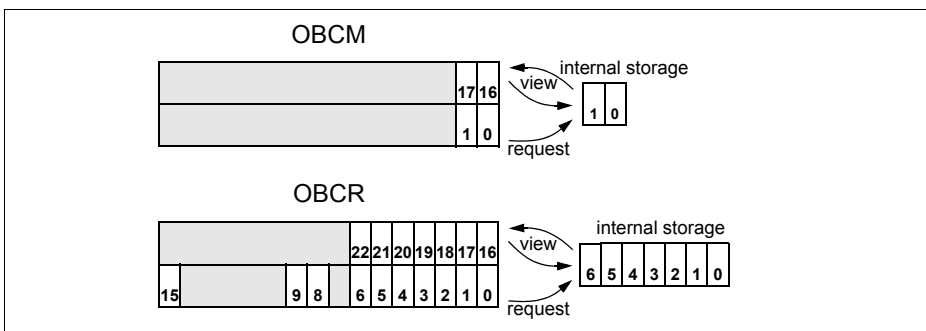 OBCM
internal storage
view
17 16
1 0
1 0
request
OBCR
internal storage
view
22 21 20 19 18 17 16
6 5 4 3 2 1 0
15 9 8 6 5 4 3 2 1 0
request